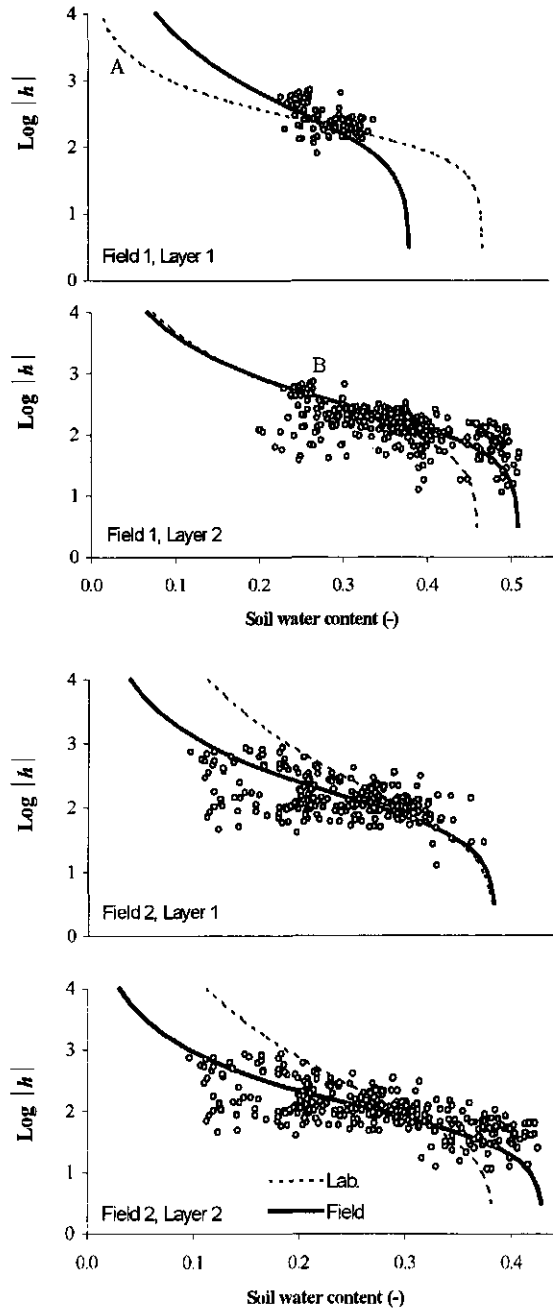 4
A
3
Log |h|
2
1
Field 1, Layer 1
0
4
B
3
Log |h|
2
1
Field 1, Layer 2
0
0.0 0.1 0.2 0.3 0.4 0.5
Soil water content (-)
4
3
Log |h|
2
1
Field 2, Layer 1
0
4
3
Log |h|
2
1
Lab.
Field 2, Layer 2
Field
0
0.0 0.1 0.2 0.3 0.4
Soil water content (-)